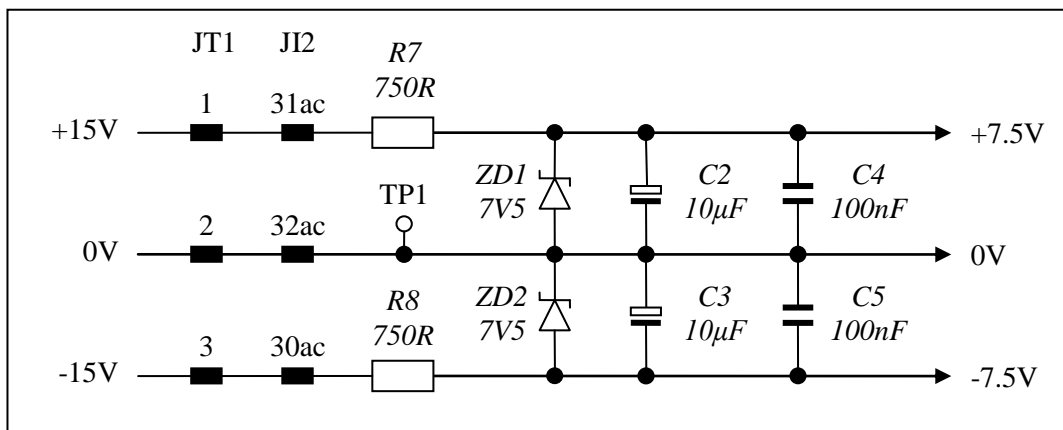 JT1
JI2
R7
750R
1
31ac
+15V
+7.5V
TP1
ZD1
7V5
C2
10µF
C4
100nF
2
32ac
0V
0V
R8
750R
ZD2
7V5
C3
10µF
C5
100nF
3
30ac
-15V
-7.5V